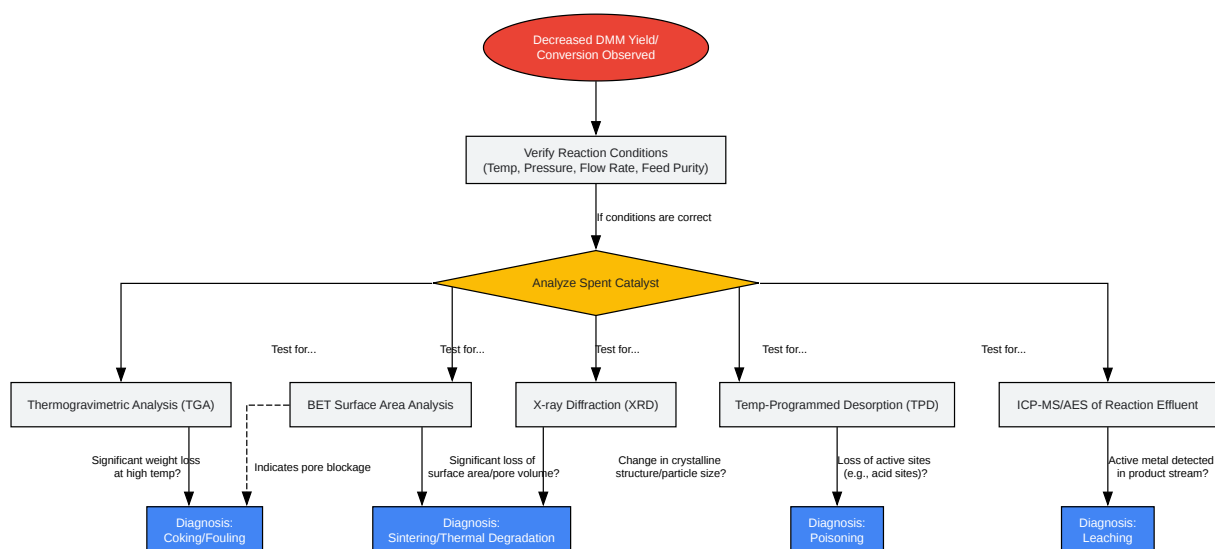 Decreased DMM Yield/
Conversion Observed
Verify Reaction Conditions
(Temp, Pressure, Flow Rate, Feed Purity)
If conditions are correct
Analyze Spent Catalyst
Test for...
Test for...
Test for...
Test for...
Test for...
Thermogravimetric Analysis (TGA)
BET Surface Area Analysis
X-ray Diffraction (XRD)
Temp-Programmed Desorption (TPD)
ICP-MS/AES of Reaction Effluent
Significant weight loss
at high temp?
Indicates pore blockage
Significant loss of
surface area/pore volume?
Change in crystalline
structure/particle size?
Loss of active sites
(e.g., acid sites)?
Active metal detected
in product stream?
Diagnosis:
Coking/Fouling
Diagnosis:
Sintering/Thermal Degradation
Diagnosis:
Poisoning
Diagnosis:
Leaching